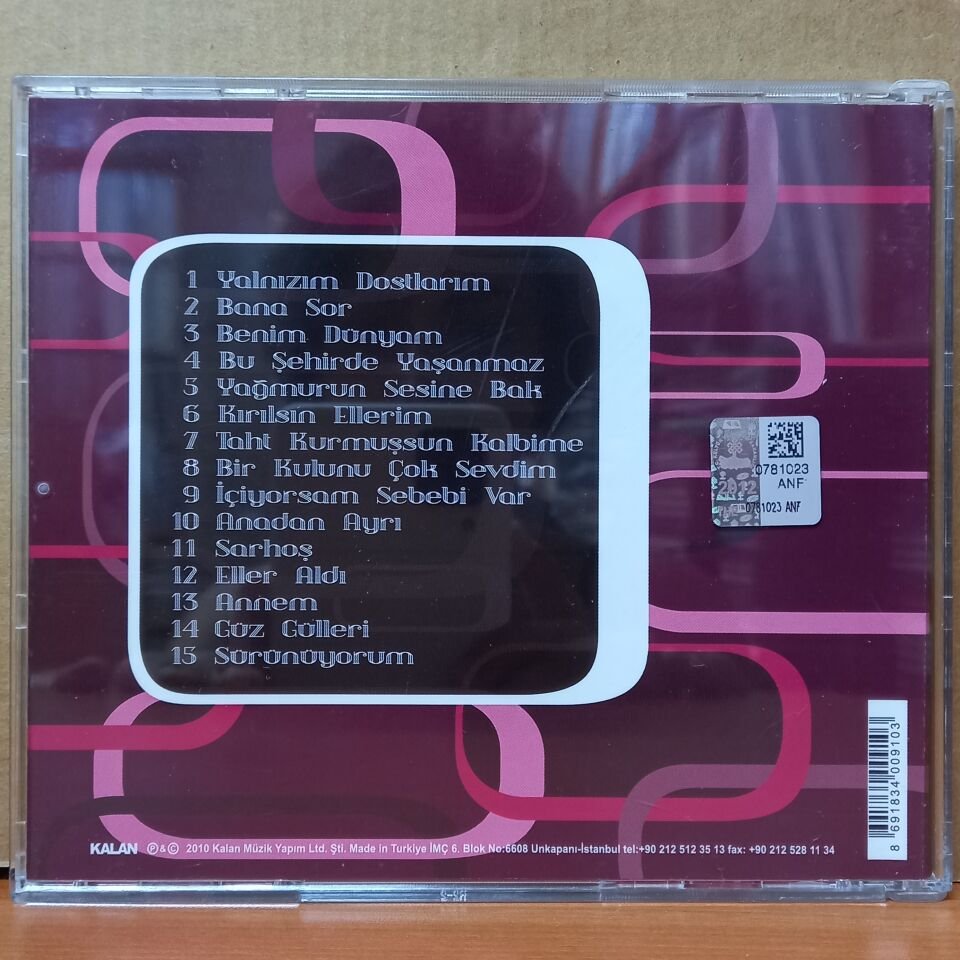 1 Yalnızım Dostlarım
2 Bana Sor
3 Benim Dünyam
4 Bu Şehirde Yaşanmaz
5 Yağmurun Sesine Bak
6 Kırılsın Ellerim
7 Taht Kurmuşsun Kalbime
8 Bir Kulunu Çok Sevdim
9 İçiyorsam Sebebi Var
10 Anadan Ayrı
11 Sarhoş
12 Eller Aldı
13 Annem
14 Güz Gülleri
15 Sürünüyorum
0781023
ANF
0781023 ANF
8 691834 009103
KALAN ℗&© 2010 Kalan Müzik Yapım Ltd. Şti. Made in Turkiye İMÇ 6. Blok No:6608 Unkapanı-İstanbul tel:+90 212 512 35 13 fax: +90 212 528 11 34